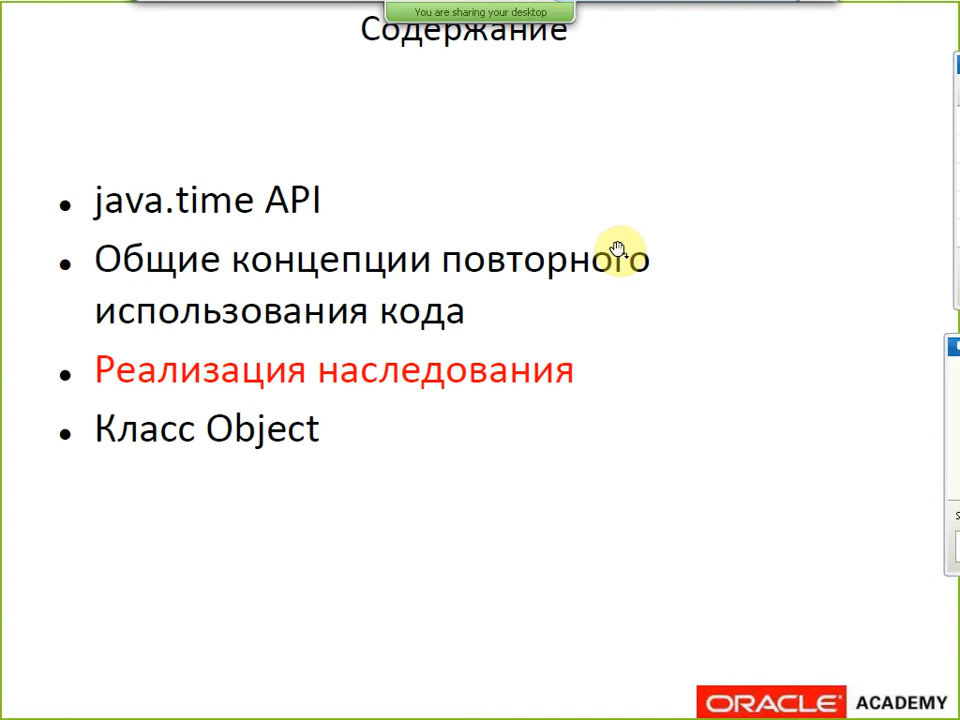 You are sharing your desktop
Содержание
java.time API
Общие концепции повторного
использования кода
Реализация наследования
Класс Object
ORACLE ACADEMY